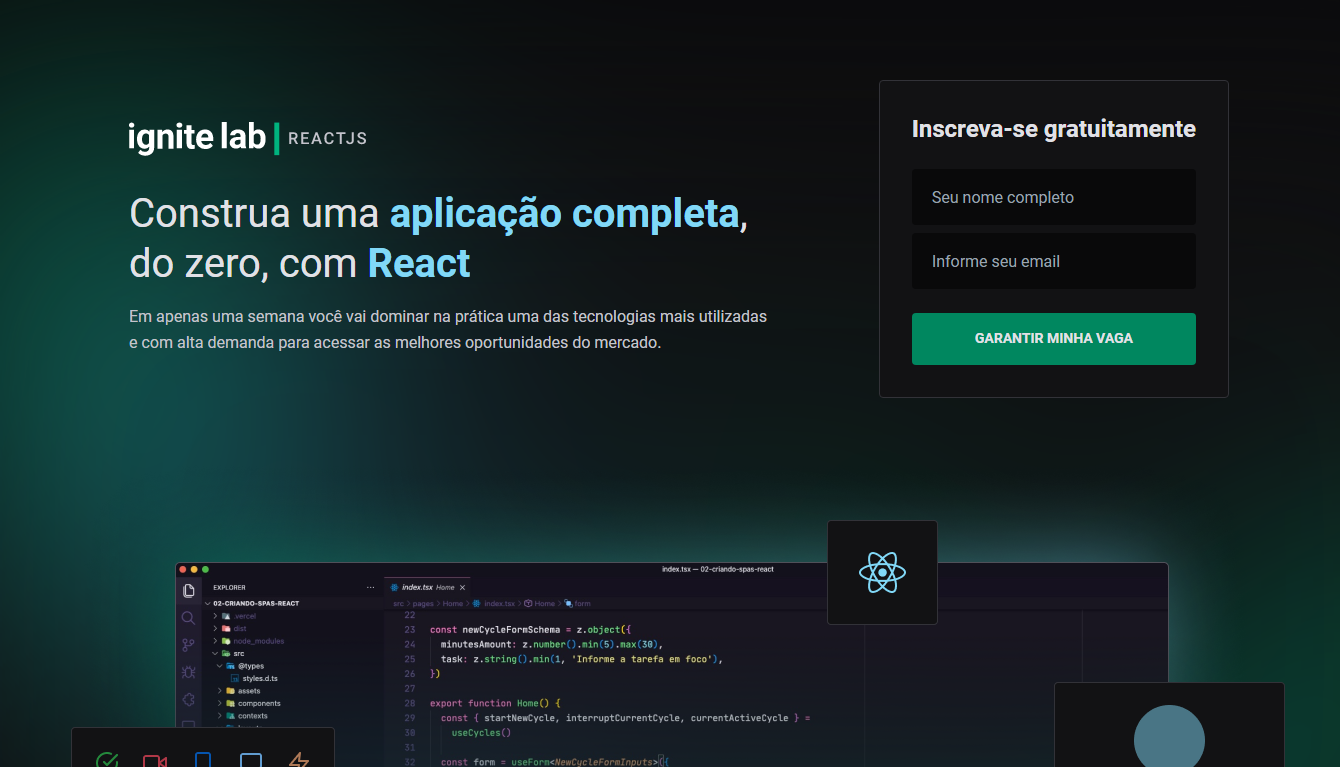 ignite lab | REACTJS
Construa uma aplicação completa,
do zero, com React
Em apenas uma semana você vai dominar na prática uma das tecnologias mais utilizadas
e com alta demanda para acessar as melhores oportunidades do mercado.
Inscreva-se gratuitamente
Seu nome completo
Informe seu email
GARANTIR MINHA VAGA
index.tsx — 02-criando-spas-react
EXPLORER ...
02-CRIANDO-SPAS-REACT
.vercel
dist
node_modules
src
@types
styles.d.ts
assets
components
contexts
index.tsx Home ×
src > pages > Home > index.tsx > Home > form
22
23 const newCycleFormSchema = z.object({
24 minutesAmount: z.number().min(5).max(30),
25 task: z.string().min(1, 'Informe a tarefa em foco'),
26 })
27
28 export function Home() {
29 const { startNewCycle, interruptCurrentCycle, currentActiveCycle } =
30 useCycles()
31
32 const form = useForm<NewCycleFormInputs>({